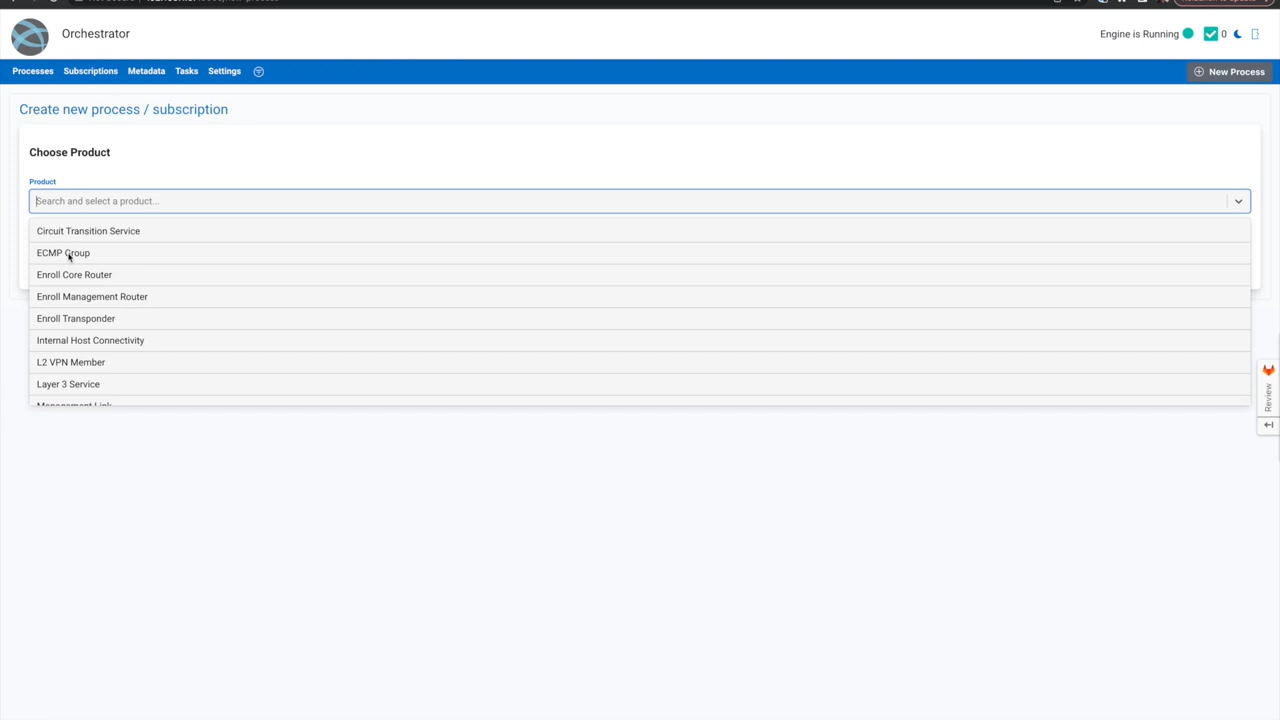 Orchestrator
Engine is Running
0
Processes
Subscriptions
Metadata
Tasks
Settings
New Process
Create new process / subscription
Choose Product
Product
Search and select a product...
Circuit Transition Service
ECMP Group
Enroll Core Router
Enroll Management Router
Enroll Transponder
Internal Host Connectivity
L2 VPN Member
Layer 3 Service
Management Link
Review